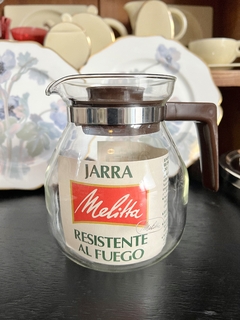 JARRA
Melitta
RESISTENTE
AL FUEGO